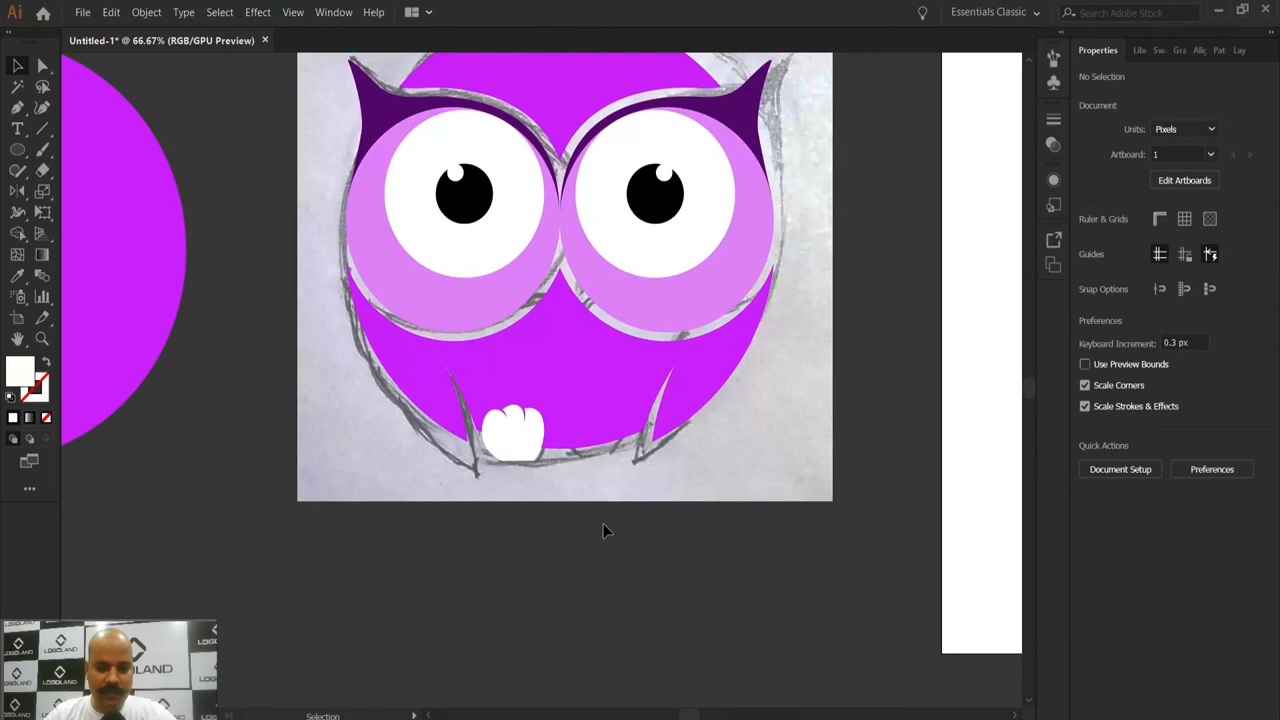 Ai File Edit Object Type Select Effect View Window Help Essentials Classic Search Adobe Stock
Untitled-1* @ 66.67% (RGB/GPU Preview)
Properties Lib Sw. Gra Alig Pat Lay
No Selection
Document
Units: Pixels
Artboard: 1
Edit Artboards
Ruler & Grids
Guides
Snap Options
Preferences
Keyboard Increment: 0.3 px
Use Preview Bounds
Scale Corners
Scale Strokes & Effects
Quick Actions
Document Setup Preferences
LOGOLAND
Selection